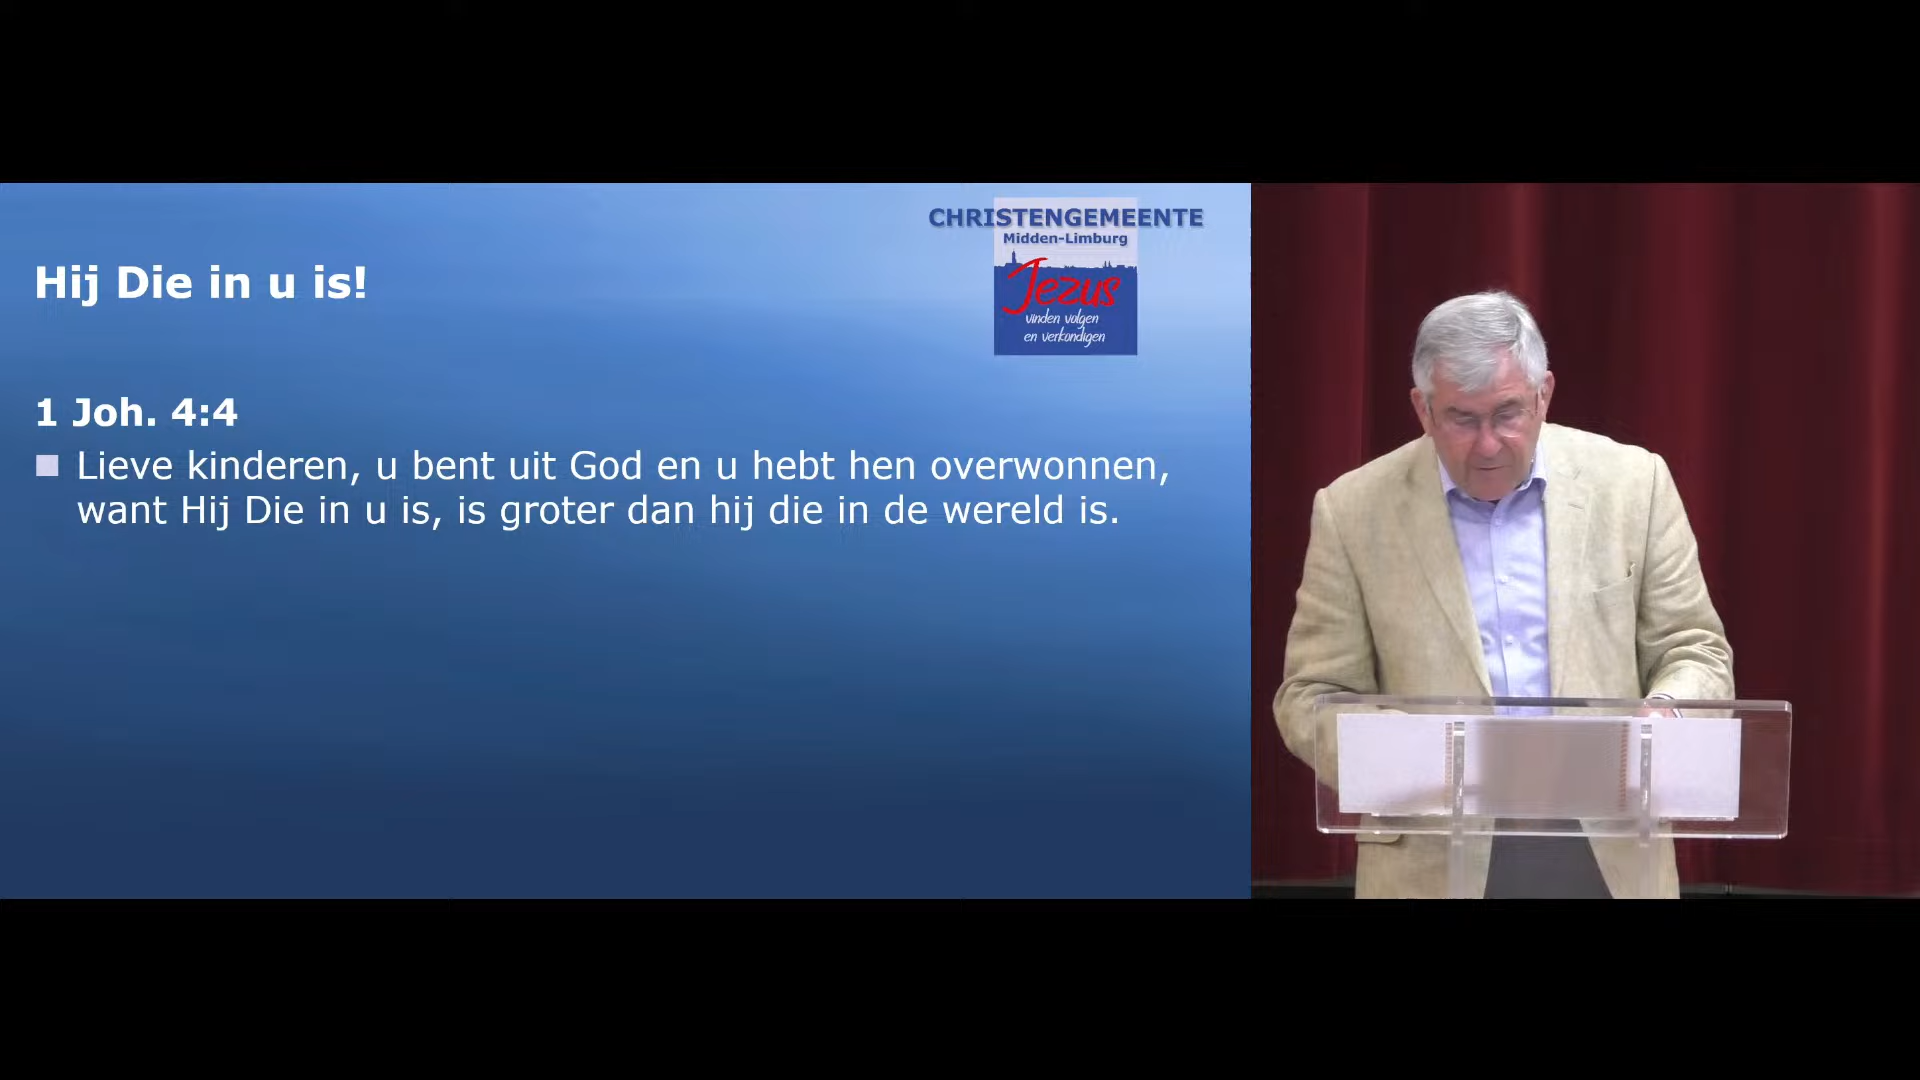 CHRISTENGEMEENTE
Midden-Limburg
Jezus
vinden volgen
en verkondigen
Hij Die in u is!
1 Joh. 4:4
Lieve kinderen, u bent uit God en u hebt hen overwonnen,
want Hij Die in u is, is groter dan hij die in de wereld is.